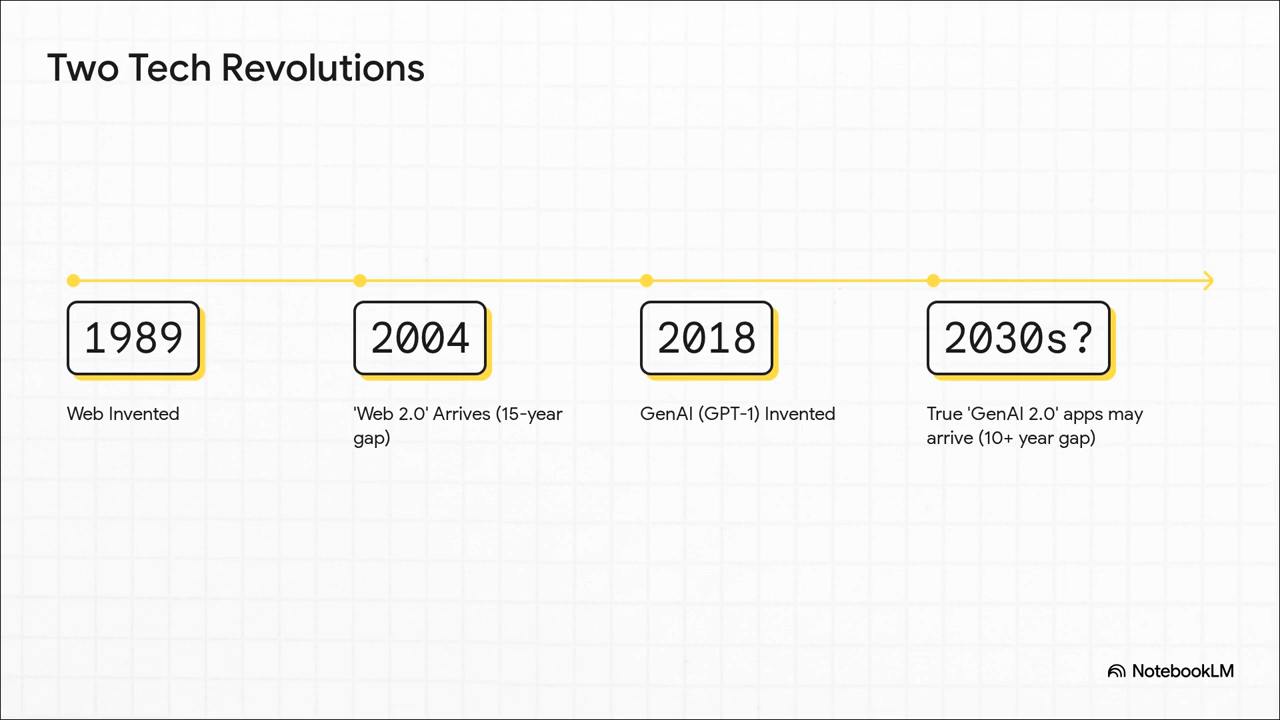 Two Tech Revolutions
1989
Web Invented
2004
'Web 2.0' Arrives (15-year
gap)
2018
GenAI (GPT-1) Invented
2030s?
True 'GenAI 2.0' apps may
arrive (10+ year gap)
NotebookLM